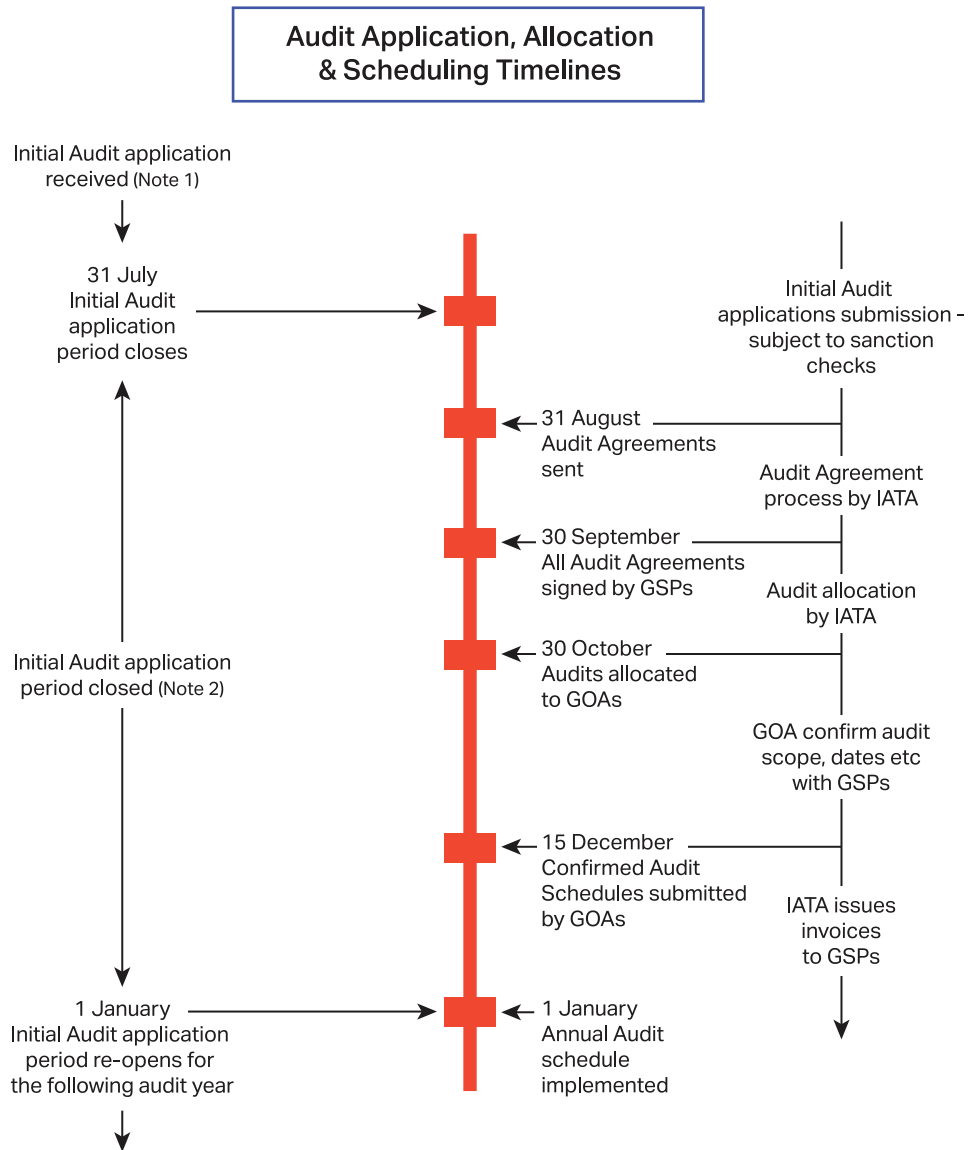 Audit Application, Allocation
& Scheduling Timelines
Initial Audit application
received (Note 1)
31 July
Initial Audit
application
period closes
Initial Audit application
period closed (Note 2)
1 January
Initial Audit application
period re-opens for
the following audit year
31 August
Audit Agreements
sent
30 September
All Audit Agreements
signed by GSPs
30 October
Audits allocated
to GOAs
15 December
Confirmed Audit
Schedules submitted
by GOAs
1 January
Annual Audit
schedule
implemented
Initial Audit
applications submission -
subject to sanction
checks
Audit Agreement
process by IATA
Audit allocation
by IATA
GOA confirm audit
scope, dates etc
with GSPs
IATA issues
invoices
to GSPs